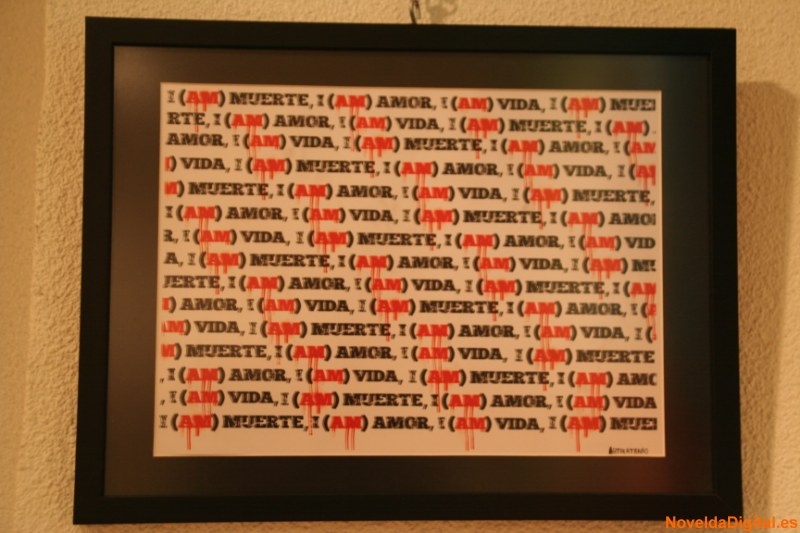 I (AM) MUERTE, I (AM) AMOR, I (AM) VIDA, I (AM) MUE
RTE, I (AM) AMOR, I (AM) VIDA, I (AM) MUERTE, I (AM)
AMOR, I (AM) VIDA, I (AM) MUERTE, I (AM) AMOR, I (AM
) VIDA, I (AM) MUERTE, I (AM) AMOR, I (AM) VIDA, I (A
M) MUERTE, I (AM) AMOR, I (AM) VIDA, I (AM) MUERTE,
I (AM) AMOR, I (AM) VIDA, I (AM) MUERTE, I (AM) AMO
R, I (AM) VIDA, I (AM) MUERTE, I (AM) AMOR, I (AM) VID
A, I (AM) MUERTE, I (AM) AMOR, I (AM) VIDA, I (AM) M
UERTE, I (AM) AMOR, I (AM) VIDA, I (AM) MUERTE, I (AM
) AMOR, I (AM) VIDA, I (AM) MUERTE, I (AM) AMOR, I (
AM) VIDA, I (AM) MUERTE, I (AM) AMOR, I (AM) VIDA, I (
M) MUERTE, I (AM) AMOR, I (AM) VIDA, I (AM) MUERTE
, I (AM) AMOR, I (AM) VIDA, I (AM) MUERTE, I (AM) AMO
, I (AM) VIDA, I (AM) MUERTE, I (AM) AMOR, I (AM) VIDA
I (AM) MUERTE, I (AM) AMOR, I (AM) VIDA, I (AM) MUE
NoveldaDigital.es